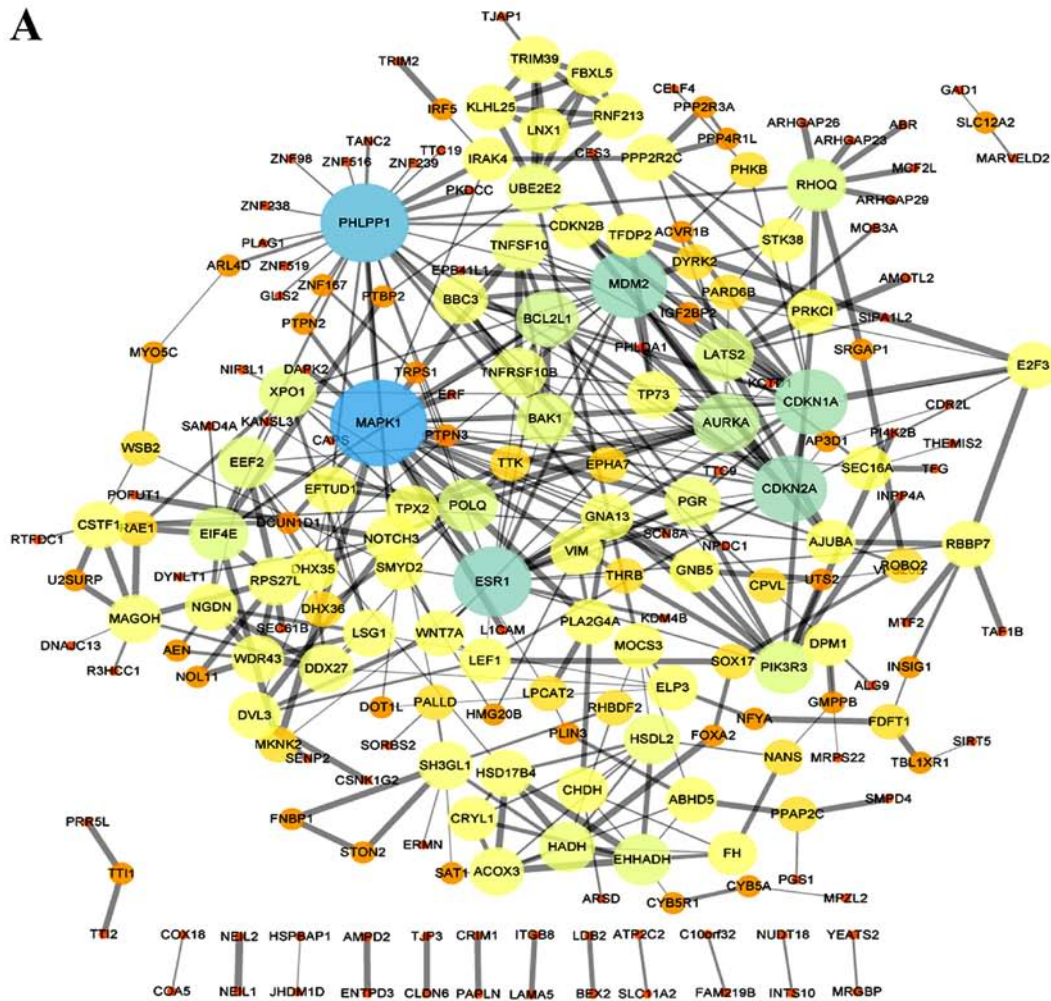 A
TJAP1
TRIM2
TRIM39
FBXL5
CELF4
PPP2R3A
GAD1
IRF5
KLHL25
RNF213
SLC12A2
LNX1
PPP4R1L
ARHGAP26
ABR
TANC2
ARHGAP23
ZNF98
ZNF516
TTC19
IRAK4
CES3
PPP2R2C
MARVELD2
ZNF239
PHKB
MCF2L
PKDCC
UBE2E2
RHOQ
ZNF238
ARHGAP29
PHLPP1
CDKN2B
TFDP2
ACVR1B
STK38
MOB3A
PLAG1
TNFSF10
ARL4D
ZNF519
DYRK2
EPB41L1
MDM2
AMOTL2
ZNF167
PARD6B
GLIS2
PTBP2
BBC3
IGF2BP2
PRKCI
SIPA1L2
PTPN2
BCL2L1
PHLDA1
LATS2
SRGAP1
MYO5C
NIF3L1
DAPK2
TRPS1
TNFRSF10B
E2F3
XPO1
ERF
TP73
CDKN1A
SAMD4A
KANSL31
MAPK1
BAK1
AURKA
CDR2L
CAPS
PTPN3
AP3D1
PI4K2B
THEMIS2
WSB2
EEF2
TTK
EPHA7
TTC9
SEC16A
TFG
POFUT1
EFTUD1
POLQ
PGR
CDKN2A
INPP4A
CSTF1
RAE1
DCUN1D1
TPX2
GNA13
RTFDC1
EIF4E
NOTCH3
SCN8A
NPDC1
AJUBA
RBBP7
VIM
DHX35
SMYD2
GNB5
ROBO2
U2SURP
DYNLT1
RPS27L
ESR1
THRB
UTS2
CPVL
MAGOH
NGDN
DHX36
MTF2
TAF1B
SEC61B
L1CAM
PLA2G4A
KDM4B
DNAJC13
AEN
LSG1
WNT7A
MOCS3
DPM1
R3HCC1
WDR43
DDX27
LEF1
SOX17
PIK3R3
INSIG1
NOL11
ALG9
ELP3
LPCAT2
DVL3
DOT1L
PALLD
RHBDF2
GMPPB
HMG20B
NFYA
FDFT1
MKNK2
PLIN3
FOXA2
SIRT5
SENP2
SORBS2
HSDL2
NANS
MRPS22
TBL1XR1
CSNK1G2
SH3GL1
HSD17B4
CHDH
ABHD5
SMPD4
PRR5L
FNBP1
CRYL1
PPAP2C
STON2
ERMN
HADH
EHHADH
FH
TTI1
SAT1
ACOX3
PGS1
ARSD
CYB5R1
CYB5A
MPZL2
TTI2
COX18
NEIL2
HSPBAP1
AMPD2
TJP3
CRIM1
ITGB8
LDB2
ATP2C2
C10orf32
NUDT18
YEATS2
COA5
NEIL1
JHDM1D
ENTPD3
CLDN6
PAPLN
LAMA5
BEX2
SLC11A2
FAM219B
INTS10
MRGBP